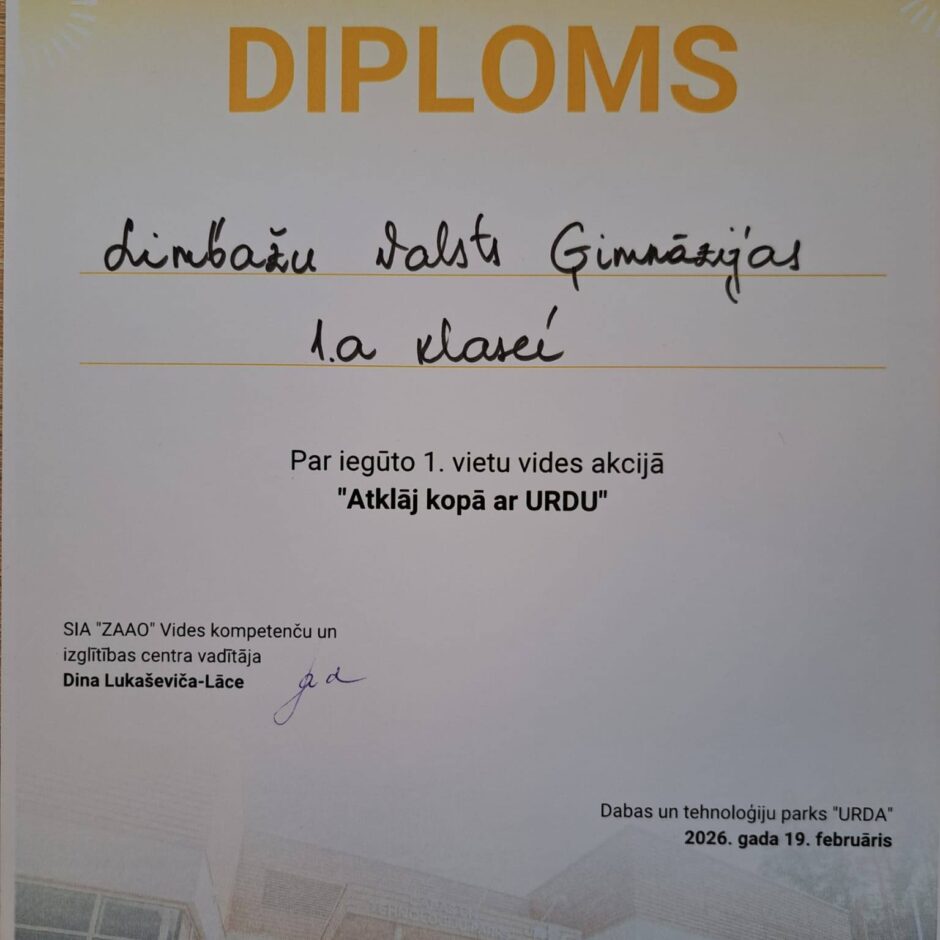 DIPLOMS
Limbažu Valsts Ģimnāzijas
1.a klasei
Par iegūto 1. vietu vides akcijā
"Atklāj kopā ar URDU"
SIA "ZAAO" Vides kompetenču un
izglītības centra vadītāja
Dina Lukaševiča-Lāce
Dabas un tehnoloģiju parks "URDA"
2026. gada 19. februāris